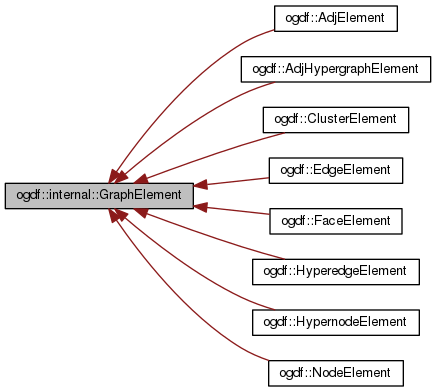 ogdf::AdjElement
ogdf::AdjHypergraphElement
ogdf::ClusterElement
ogdf::EdgeElement
ogdf::internal::GraphElement
ogdf::FaceElement
ogdf::HyperedgeElement
ogdf::HypernodeElement
ogdf::NodeElement